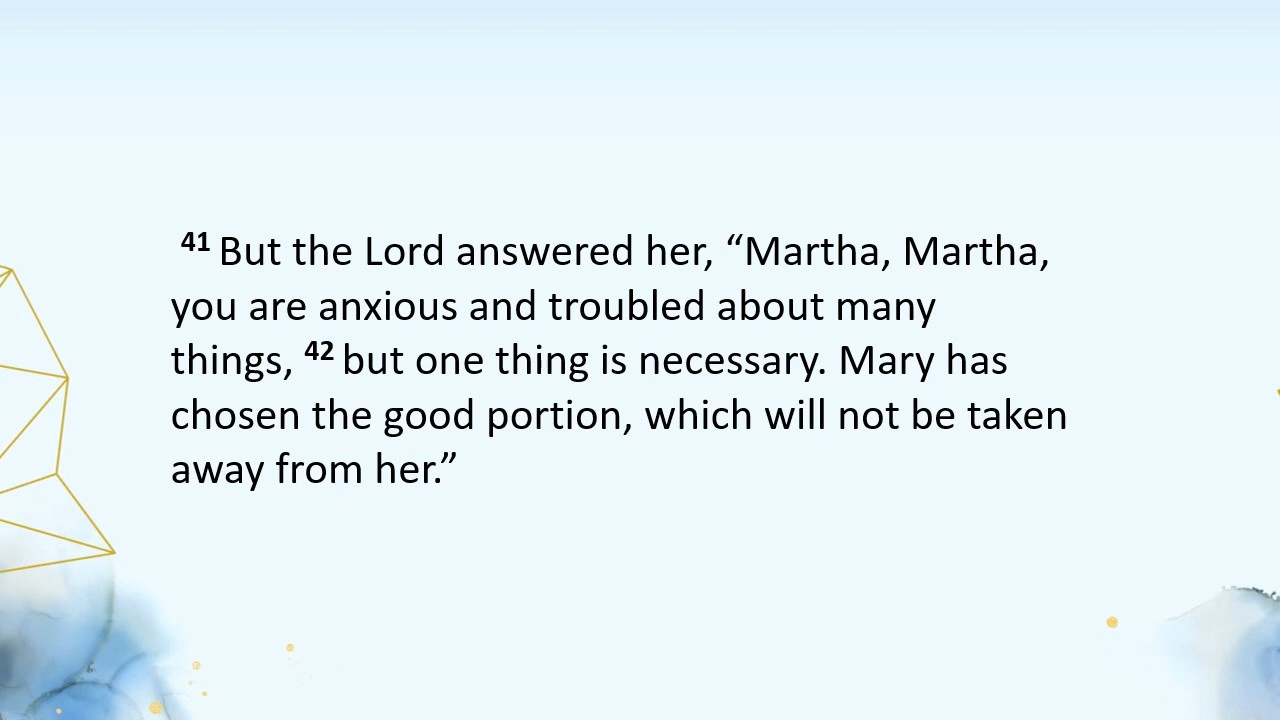 41 But the Lord answered her, “Martha, Martha,
you are anxious and troubled about many
things, 42 but one thing is necessary. Mary has
chosen the good portion, which will not be taken
away from her.”